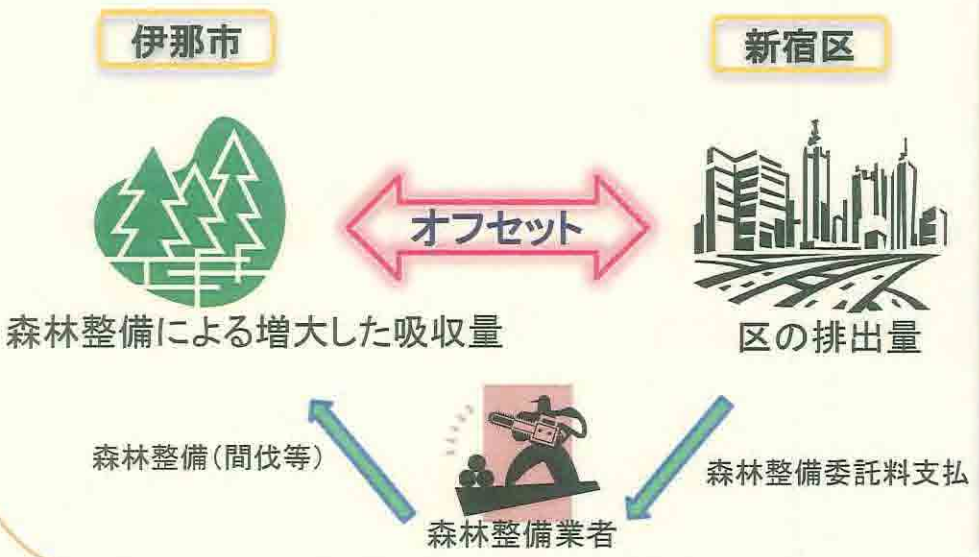 伊那市
新宿区
オフセット
森林整備による増大した吸収量
区の排出量
森林整備(間伐等)
森林整備委託料支払
森林整備業者